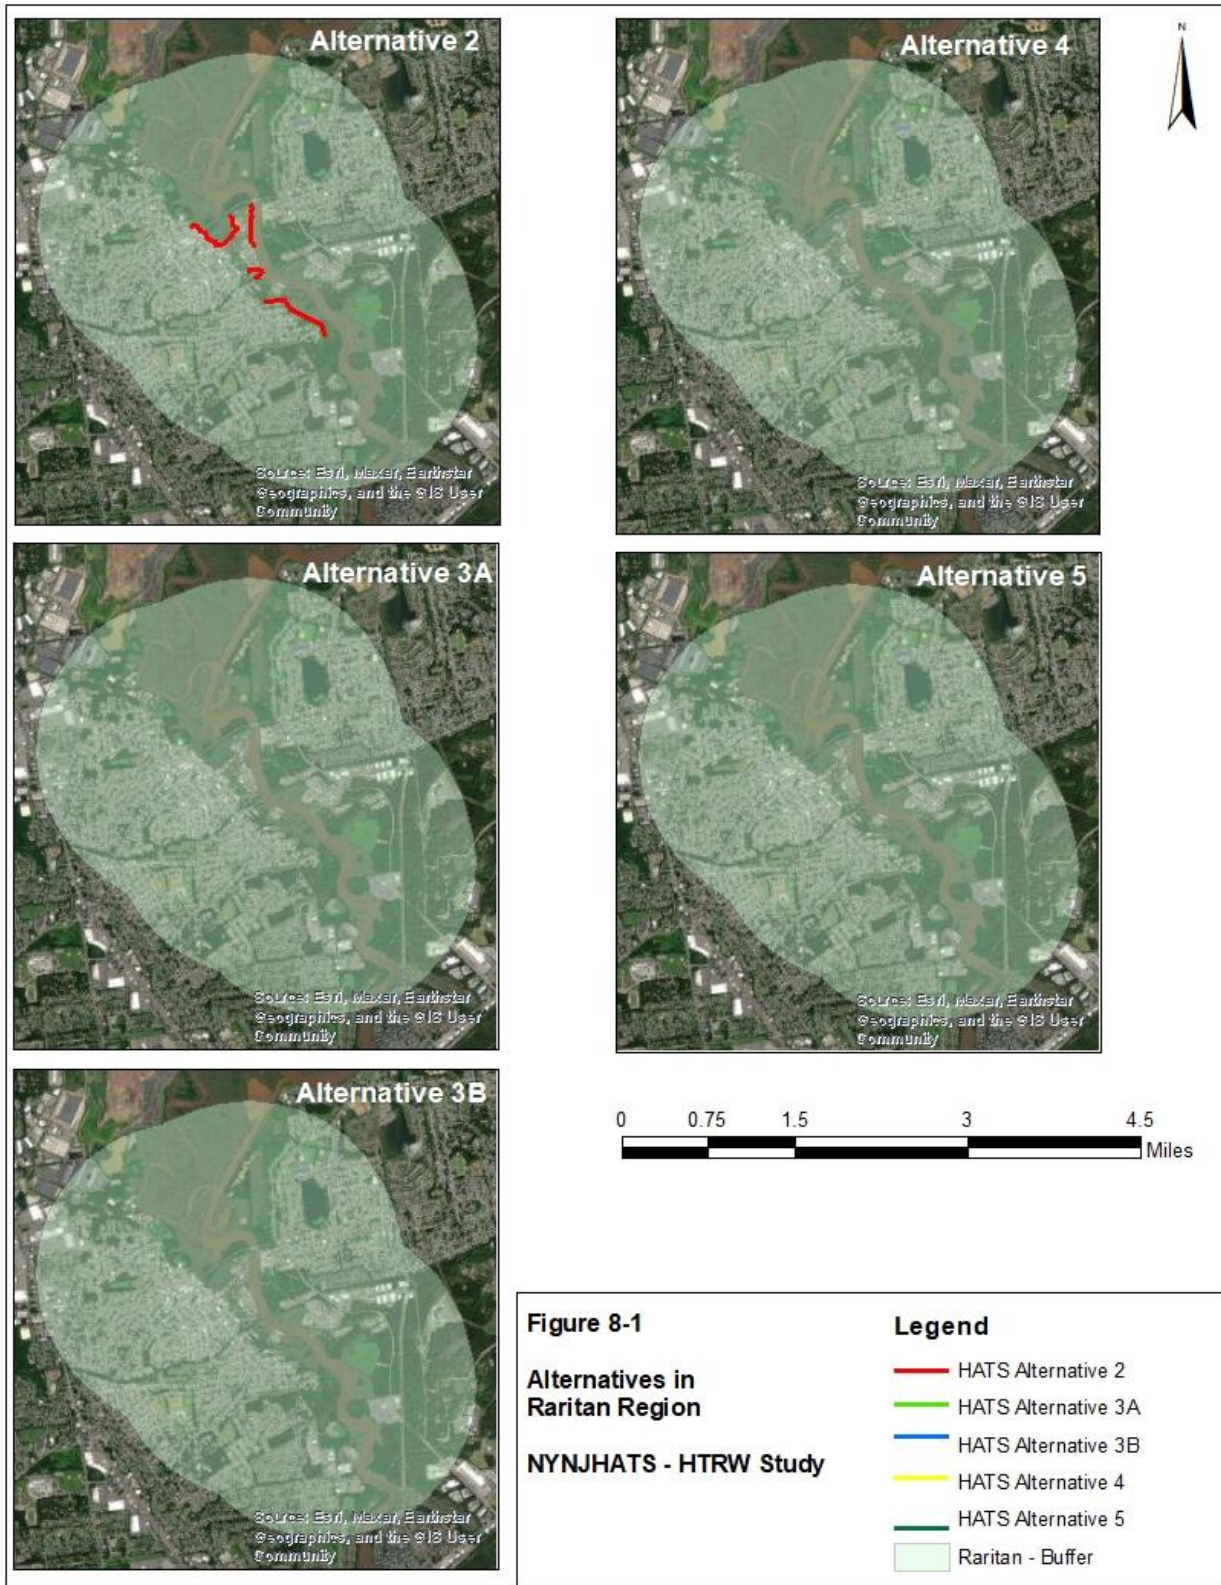 Alternative 2
Source: Esri, Maxar, Earthstar
Geographics, and the GIS User
Community
Alternative 4
Source: Esri, Maxar, Earthstar
Geographics, and the GIS User
Community
N
Alternative 3A
Source: Esri, Maxar, Earthstar
Geographics, and the GIS User
Community
Alternative 5
Source: Esri, Maxar, Earthstar
Geographics, and the GIS User
Community
Alternative 3B
Source: Esri, Maxar, Earthstar
Geographics, and the GIS User
Community
0 0.75 1.5 3 4.5
Miles
Figure 8-1
Alternatives in
Raritan Region
NYNJHATS - HTRW Study
Legend
HATS Alternative 2
HATS Alternative 3A
HATS Alternative 3B
HATS Alternative 4
HATS Alternative 5
Raritan - Buffer